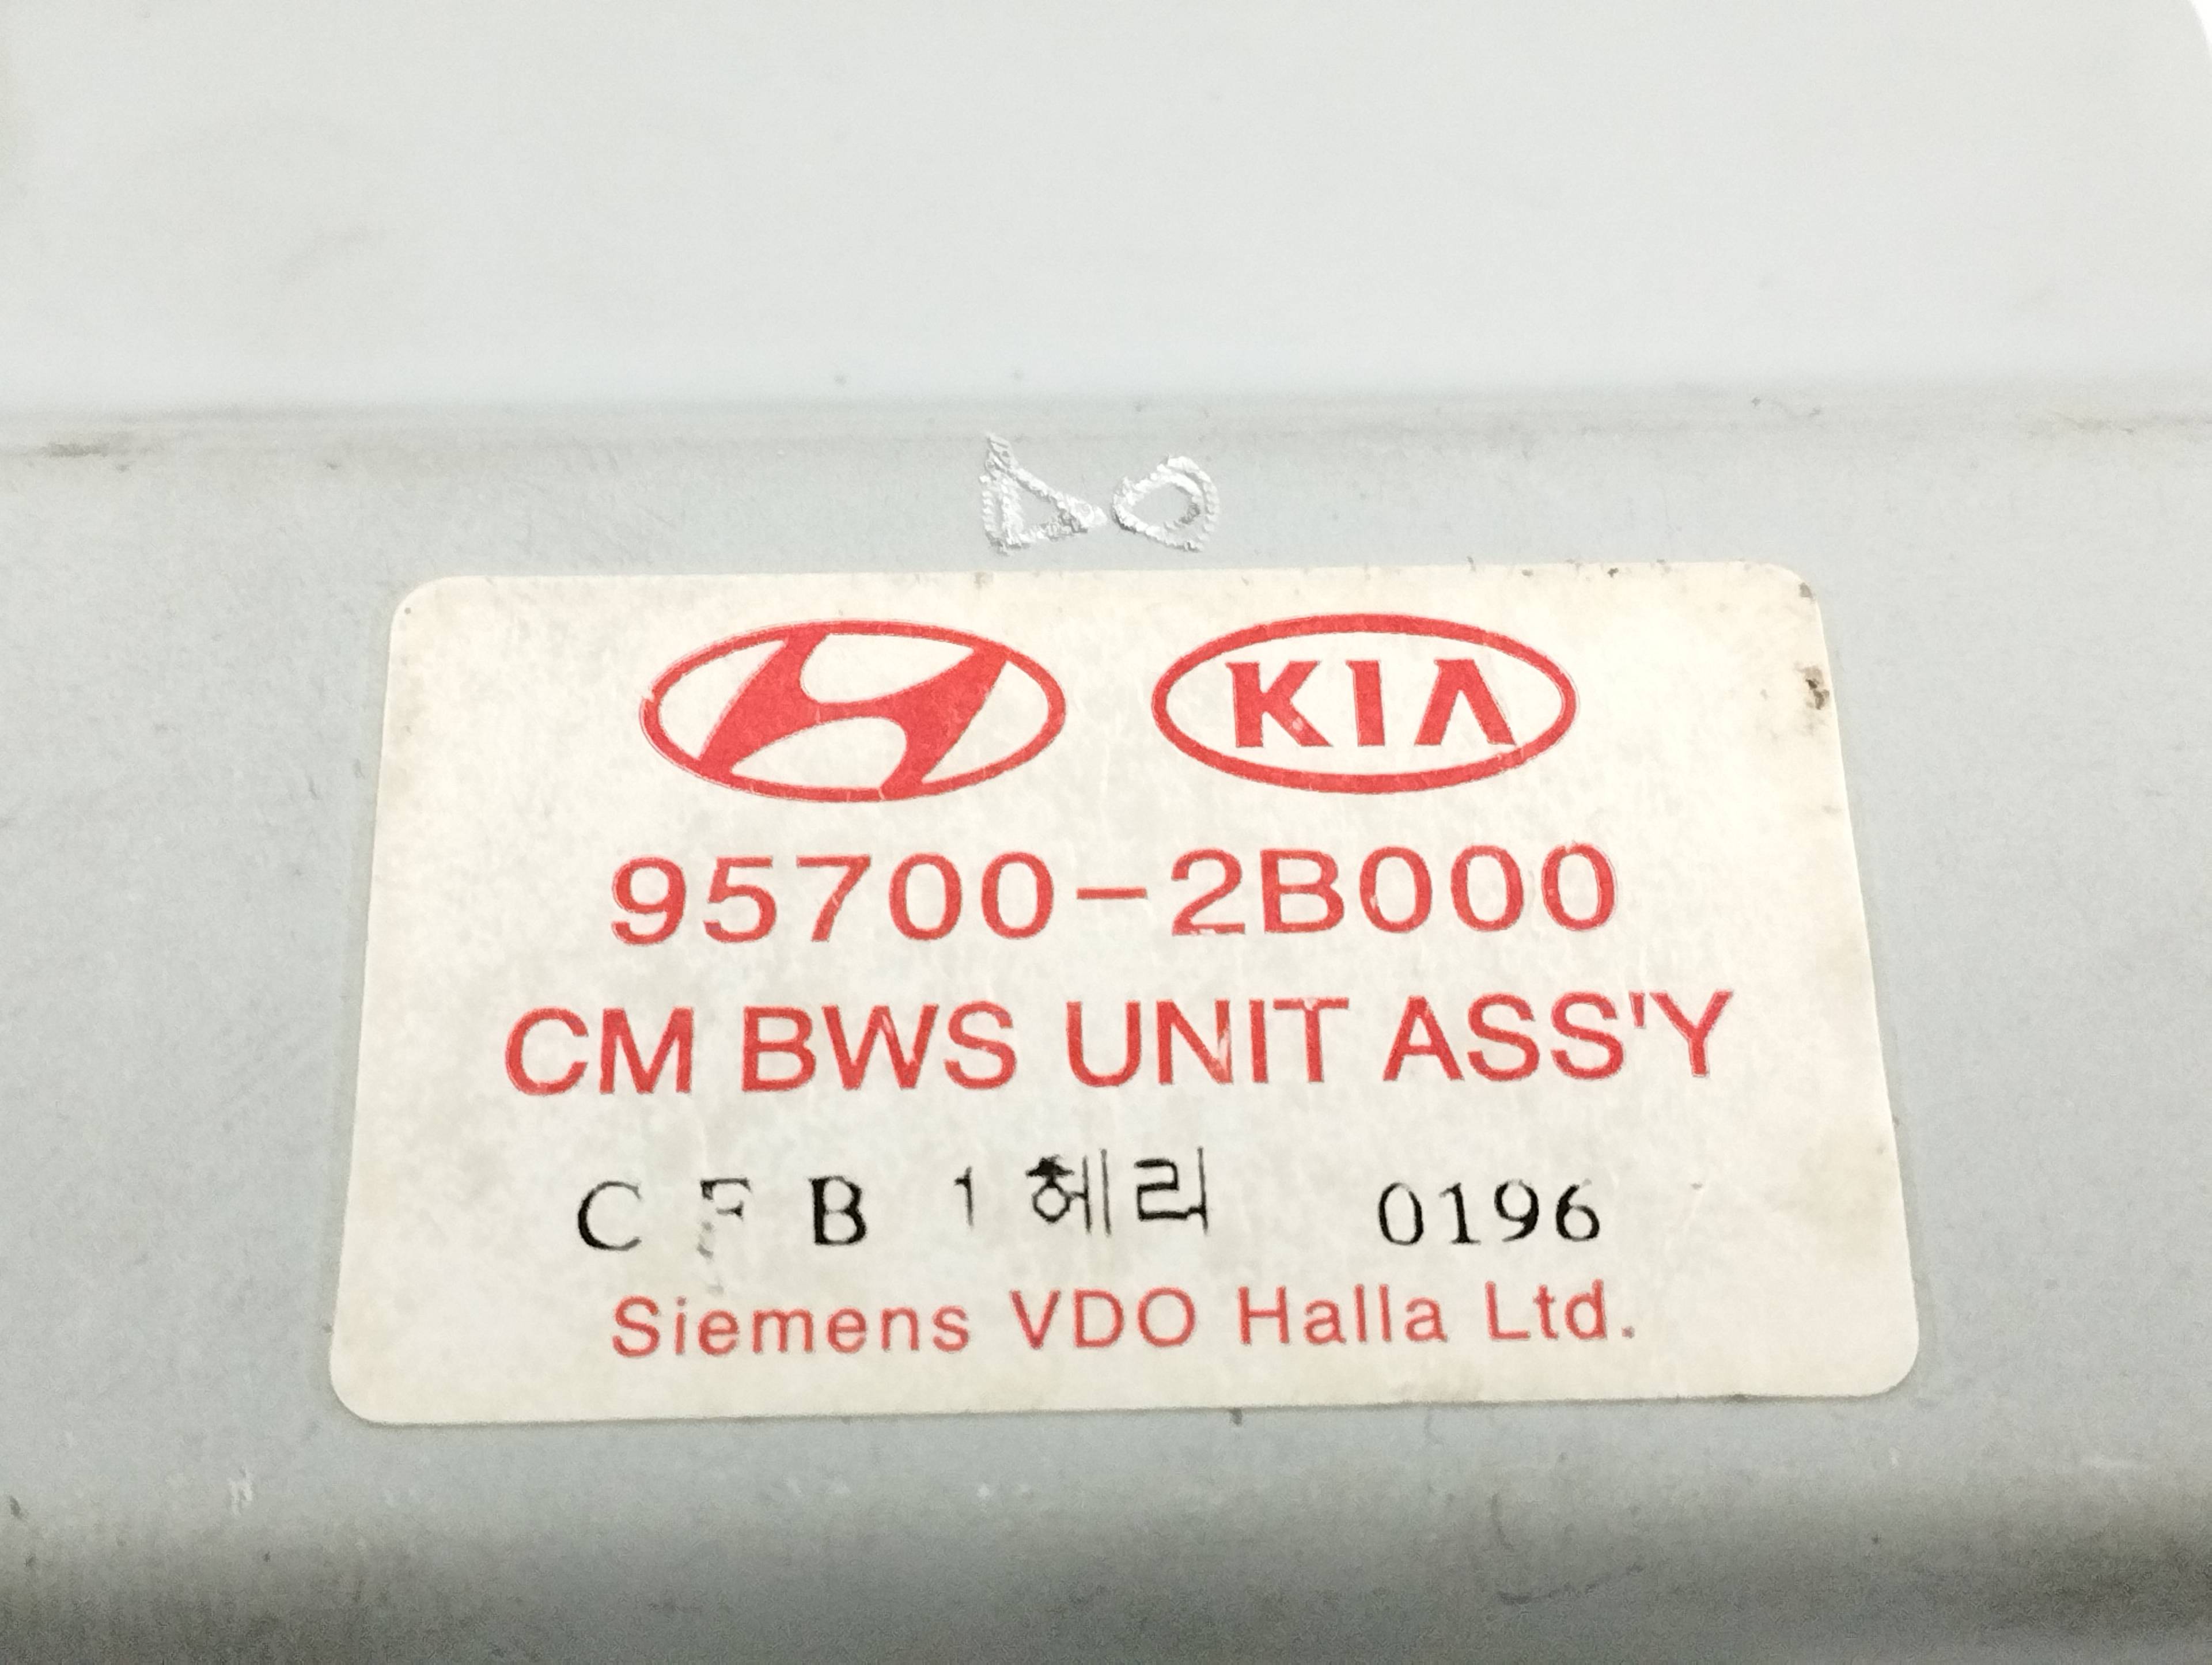 KIA
95700-2B000
CM BWS UNIT ASS'Y
C F B 1 헤리 0196
Siemens VDO Halla Ltd.